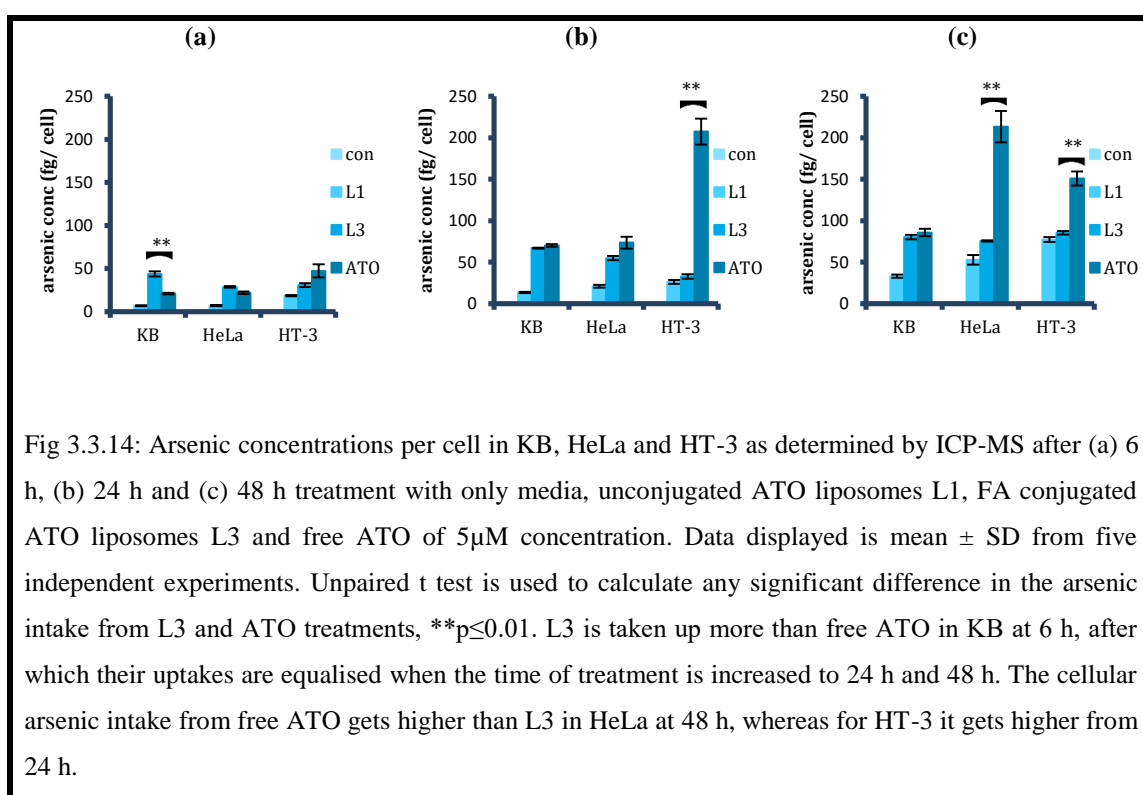 (a)
(b)
(c)
arsenic conc (fg/ cell)
250
200
150
100
50
0
**
KB
HeLa
HT-3
con
L1
L3
ATO
arsenic conc (fg/ cell)
250
200
150
100
50
0
**
KB
HeLa
HT-3
con
L1
L3
ATO
arsenic conc (fg/ cell)
250
200
150
100
50
0
**
**
KB
HeLa
HT-3
con
L1
L3
ATO
Fig 3.3.14: Arsenic concentrations per cell in KB, HeLa and HT-3 as determined by ICP-MS after (a) 6
h, (b) 24 h and (c) 48 h treatment with only media, unconjugated ATO liposomes L1, FA conjugated
ATO liposomes L3 and free ATO of 5µM concentration. Data displayed is mean ± SD from five
independent experiments. Unpaired t test is used to calculate any significant difference in the arsenic
intake from L3 and ATO treatments, **p≤0.01. L3 is taken up more than free ATO in KB at 6 h, after
which their uptakes are equalised when the time of treatment is increased to 24 h and 48 h. The cellular
arsenic intake from free ATO gets higher than L3 in HeLa at 48 h, whereas for HT-3 it gets higher from
24 h.